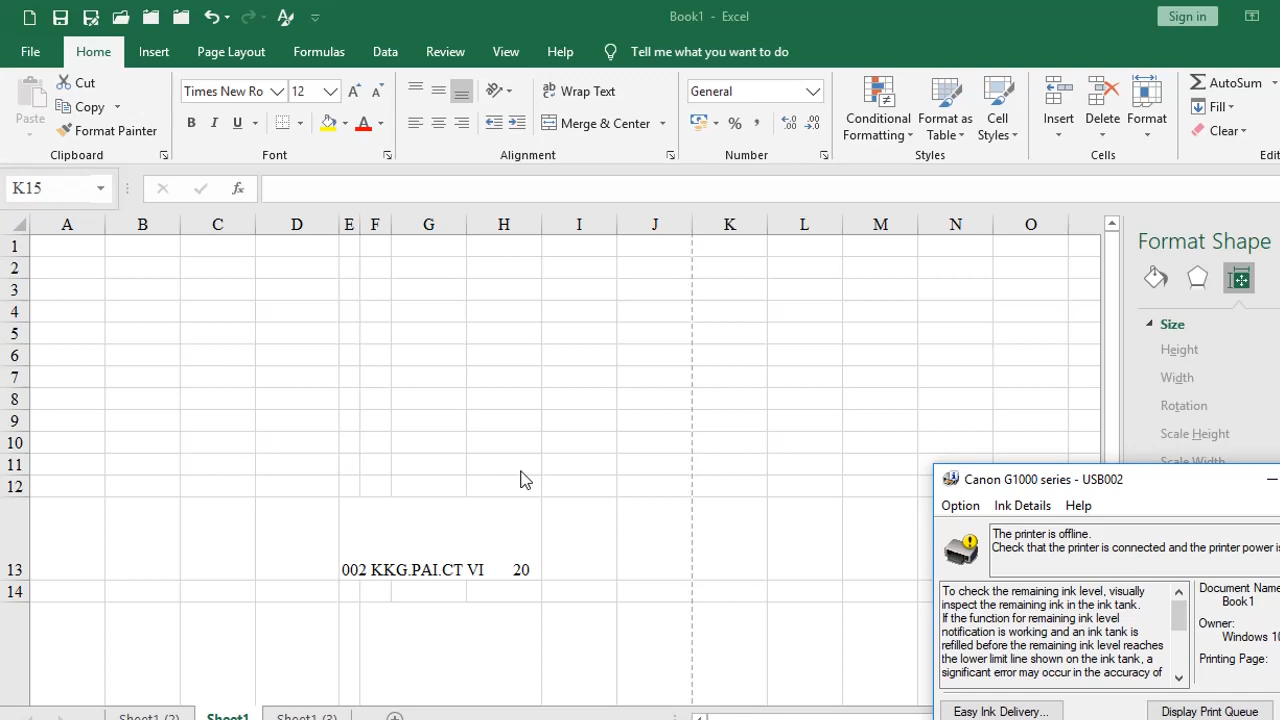 Book1 - Excel
Sign in
File Home Insert Page Layout Formulas Data Review View Help Tell me what you want to do
Paste
Cut
Copy
Format Painter
Clipboard
Times New Ro 12
B I U
Font
Wrap Text
Merge & Center
Alignment
General
Number
Conditional Formatting
Format as Table
Cell Styles
Styles
Insert Delete Format
Cells
AutoSum
Fill
Clear
K15
fx
A B C D E F G H I J K L M N O
1
2
3
4
5
6
7
8
9
10
11
12
13 002 KKG.PAI.CT VI 20
14
Format Shape
Size
Height
Width
Rotation
Scale Height
Canon G1000 series - USB002
Option Ink Details Help
The printer is offline.
Check that the printer is connected and the printer power is
To check the remaining ink level, visually
inspect the remaining ink in the ink tank.
If the function for remaining ink level
notification is working and an ink tank is
refilled before the remaining ink level reaches
the lower limit line shown on the ink tank, a
significant error may occur in the accuracy of
Document Name
Book1
Owner:
Windows 10
Printing Page:
Easy Ink Delivery... Display Print Queue
Sheet1 (2) Sheet1 Sheet1 (3)